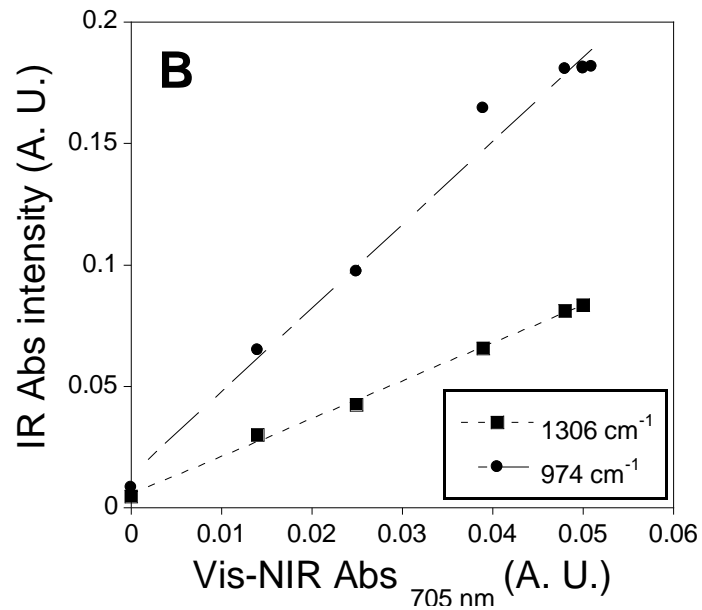 B
IR Abs intensity (A. U.)
0.2
0.15
0.1
0.05
0
0 0.01 0.02 0.03 0.04 0.05 0.06
1306 cm-1
974 cm-1
Vis-NIR Abs 705 nm (A. U.)